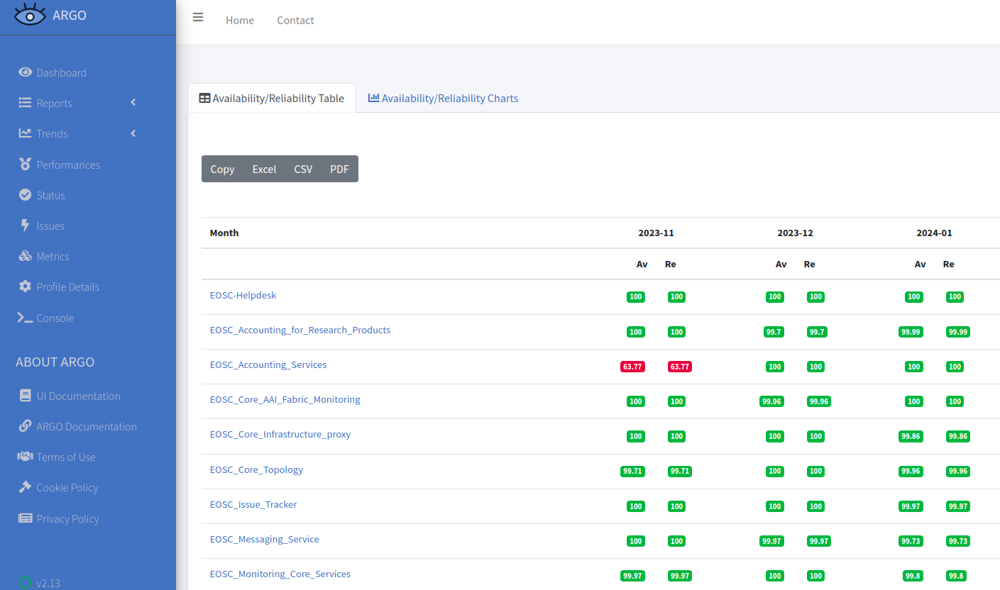 ARGO
Home Contact
Dashboard
Reports
Trends
Performances
Status
Issues
Metrics
Profile Details
Console
ABOUT ARGO
UI Documentation
ARGO Documentation
Terms of Use
Cookie Policy
Privacy Policy
v2.13
Availability/Reliability Table Availability/Reliability Charts
Copy Excel CSV PDF
Month 2023-11 2023-12 2024-01
Av Re Av Re Av Re
EOSC-Helpdesk 100 100 100 100 100 100
EOSC_Accounting_for_Research_Products 100 100 99.7 99.7 99.99 99.99
EOSC_Accounting_Services 63.77 63.77 100 100 100 100
EOSC_Core_AAI_Fabric_Monitoring 100 100 99.96 99.96 100 100
EOSC_Core_Infrastructure_proxy 100 100 100 100 99.86 99.86
EOSC_Core_Topology 99.71 99.71 100 100 99.96 99.96
EOSC_Issue_Tracker 100 100 100 100 99.97 99.97
EOSC_Messaging_Service 100 100 99.97 99.97 99.73 99.73
EOSC_Monitoring_Core_Services 99.97 99.97 100 100 99.8 99.8